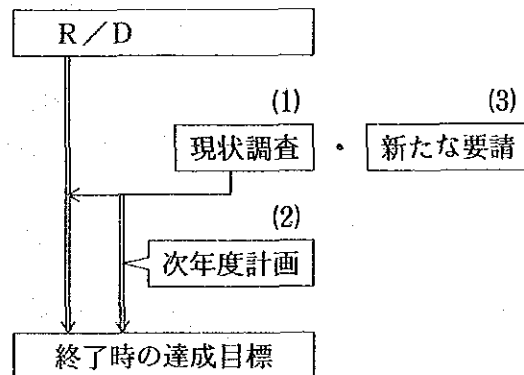 R／D
(1) (3)
現状調査 ・ 新たな要請
(2)
次年度計画
終了時の達成目標